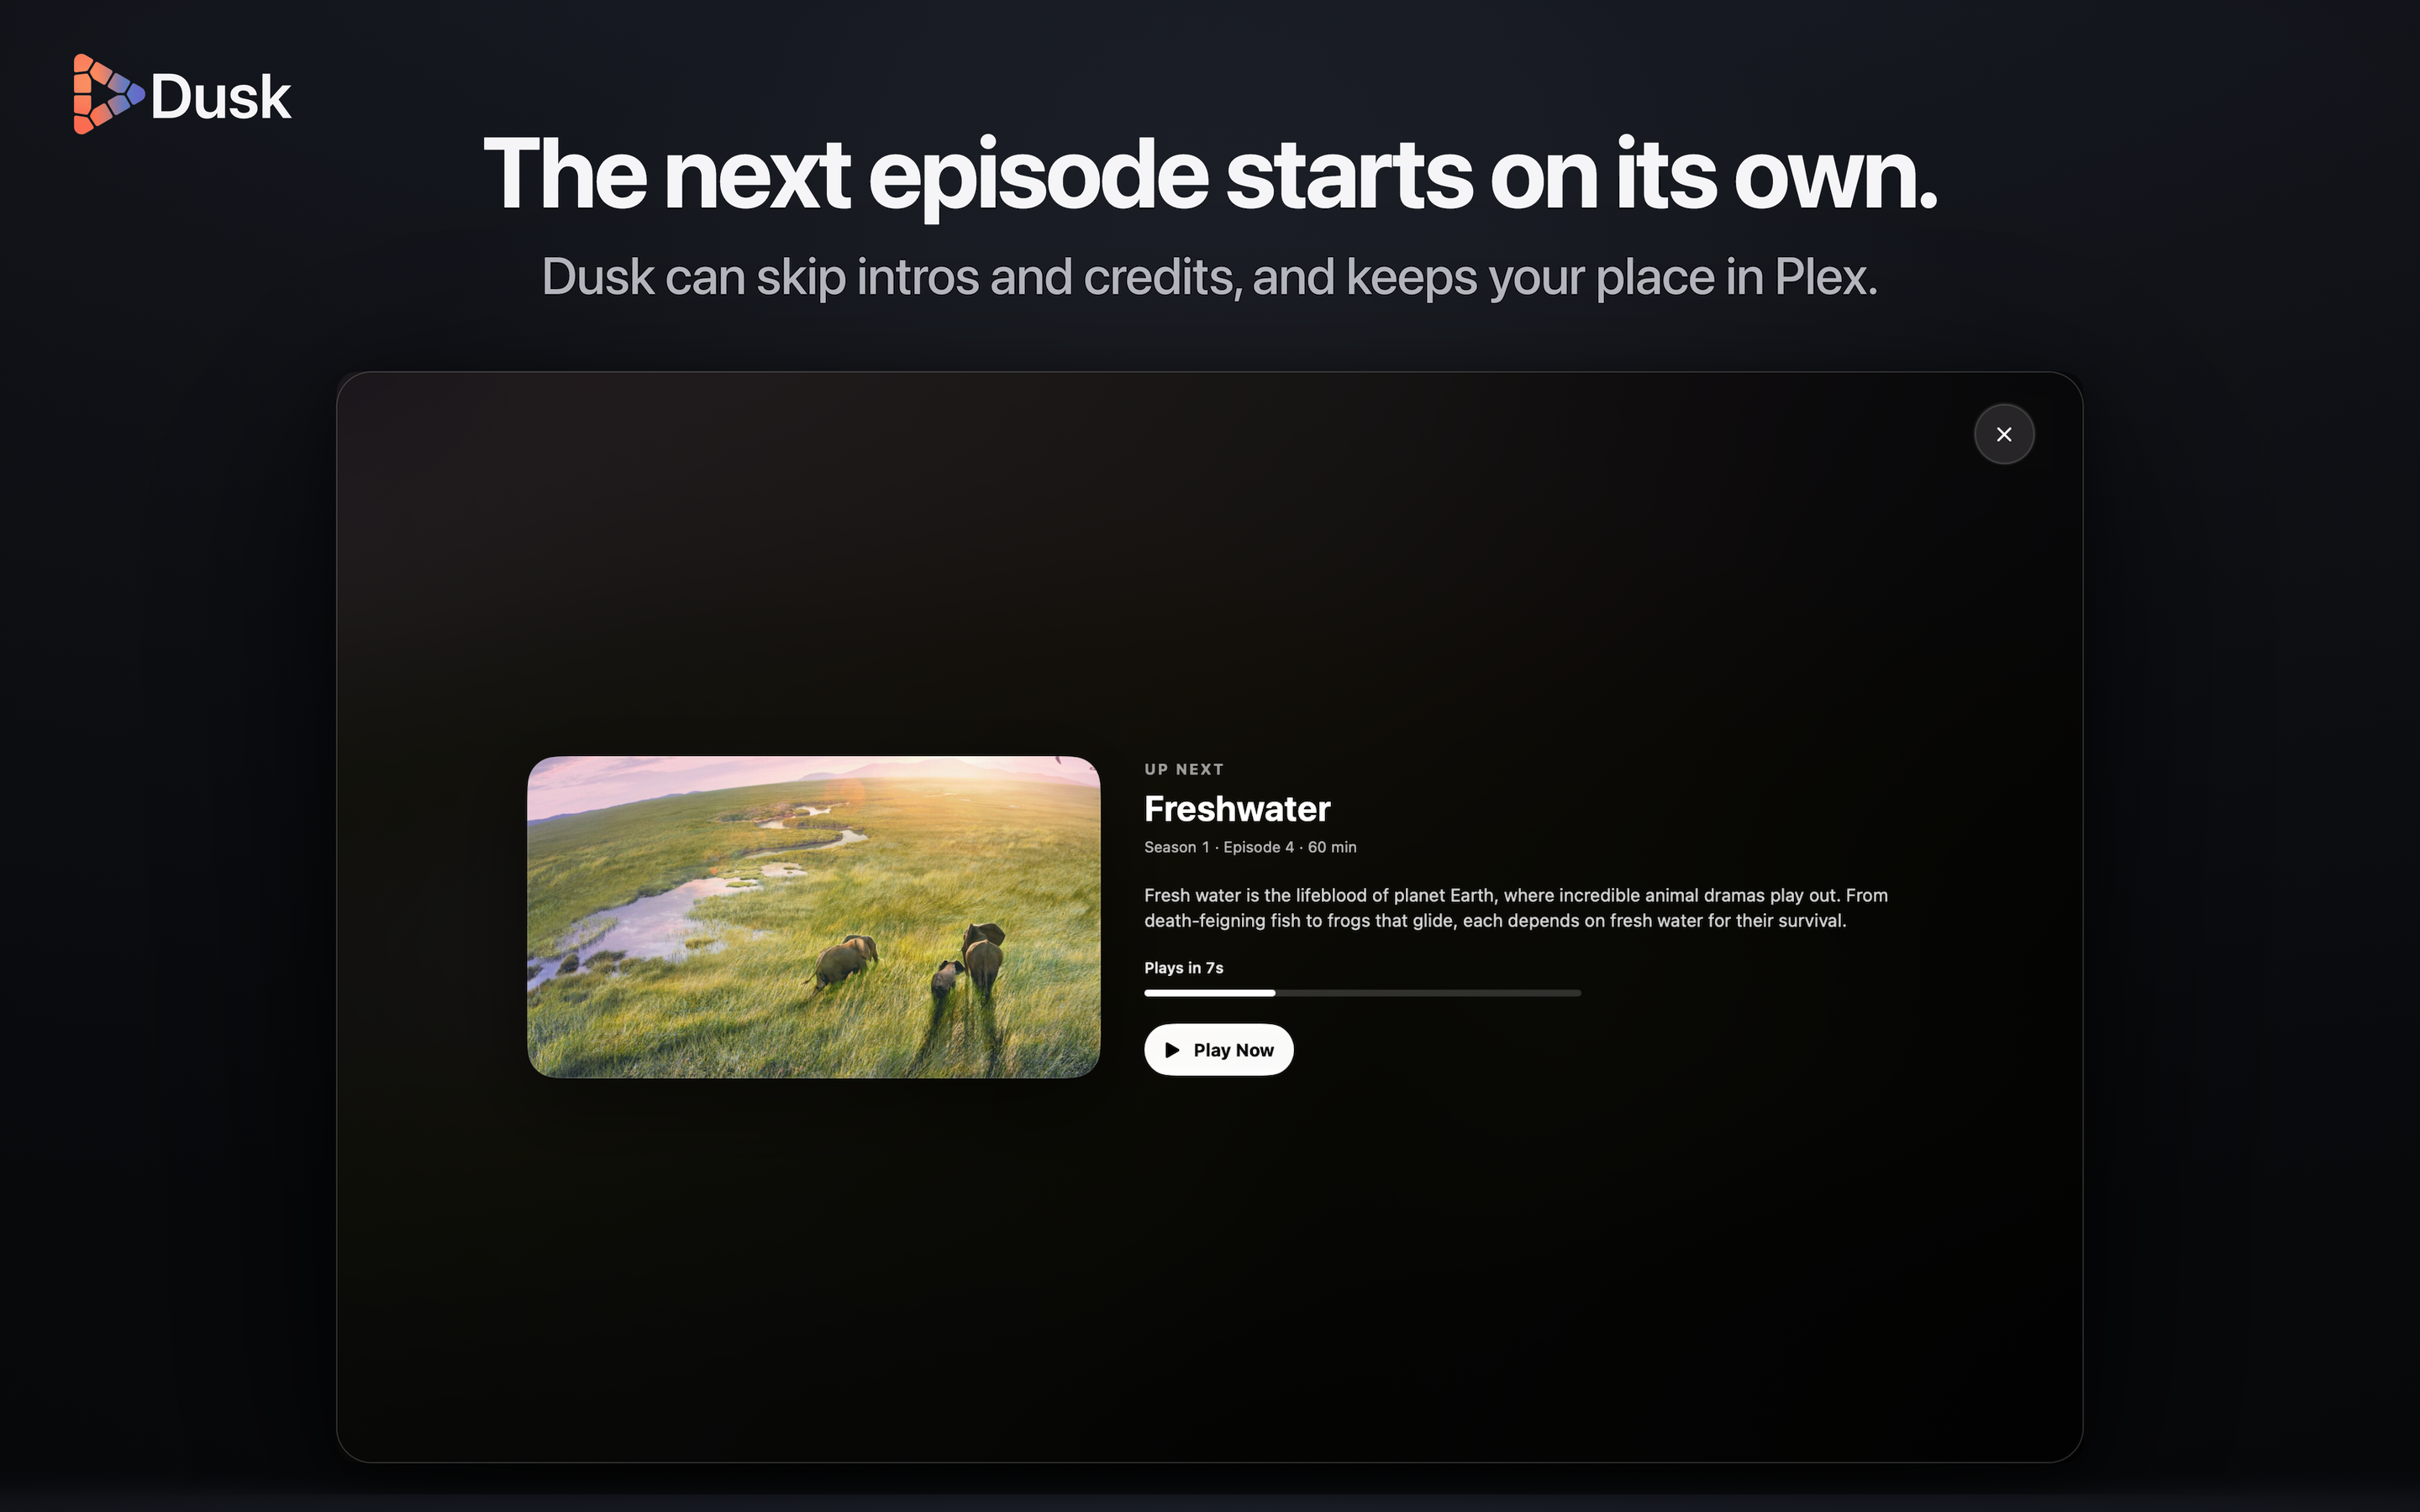 Dusk
The next episode starts on its own.
Dusk can skip intros and credits, and keeps your place in Plex.
UP NEXT
Freshwater
Season 1 · Episode 4 · 60 min
Fresh water is the lifeblood of planet Earth, where incredible animal dramas play out. From
death-feigning fish to frogs that glide, each depends on fresh water for their survival.
Plays in 7s
Play Now